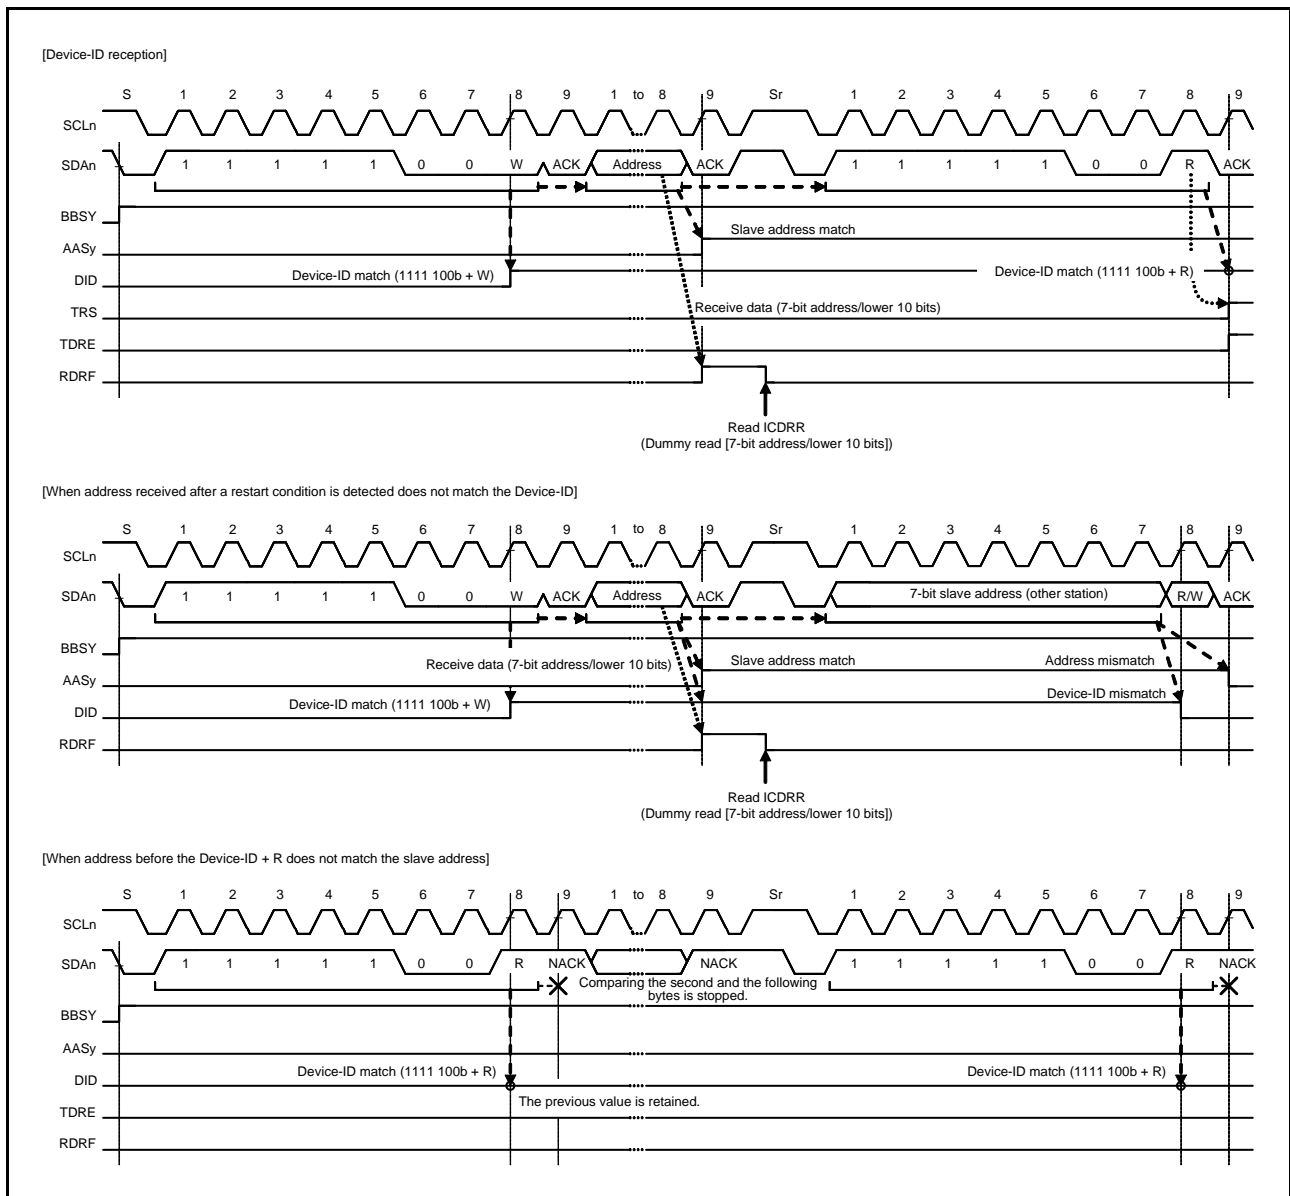 [Device-ID reception]
S 1 2 3 4 5 6 7 8 9 1 to 8 9 Sr 1 2 3 4 5 6 7 8 9
SCLn
SDAn 1 1 1 1 1 0 0 W ACK Address ACK 1 1 1 1 1 0 0 R ACK
BBSY
Slave address match
AASy
Device-ID match (1111 100b + W) Device-ID match (1111 100b + R)
DID
Receive data (7-bit address/lower 10 bits)
TRS
TDRE
RDRF
Read ICDRR
(Dummy read [7-bit address/lower 10 bits])
[When address received after a restart condition is detected does not match the Device-ID]
S 1 2 3 4 5 6 7 8 9 1 to 8 9 Sr 1 2 3 4 5 6 7 8 9
SCLn
SDAn 1 1 1 1 1 0 0 W ACK Address ACK 7-bit slave address (other station) R/W ACK
BBSY
Receive data (7-bit address/lower 10 bits) Slave address match Address mismatch
AASy
Device-ID match (1111 100b + W) Device-ID mismatch
DID
RDRF
Read ICDRR
(Dummy read [7-bit address/lower 10 bits])
[When address before the Device-ID + R does not match the slave address]
S 1 2 3 4 5 6 7 8 9 1 to 8 9 Sr 1 2 3 4 5 6 7 8 9
SCLn
SDAn 1 1 1 1 1 0 0 R NACK NACK 1 1 1 1 1 0 0 R NACK
Comparing the second and the following
bytes is stopped.
BBSY
AASy
Device-ID match (1111 100b + R) Device-ID match (1111 100b + R)
DID
The previous value is retained.
TDRE
RDRF